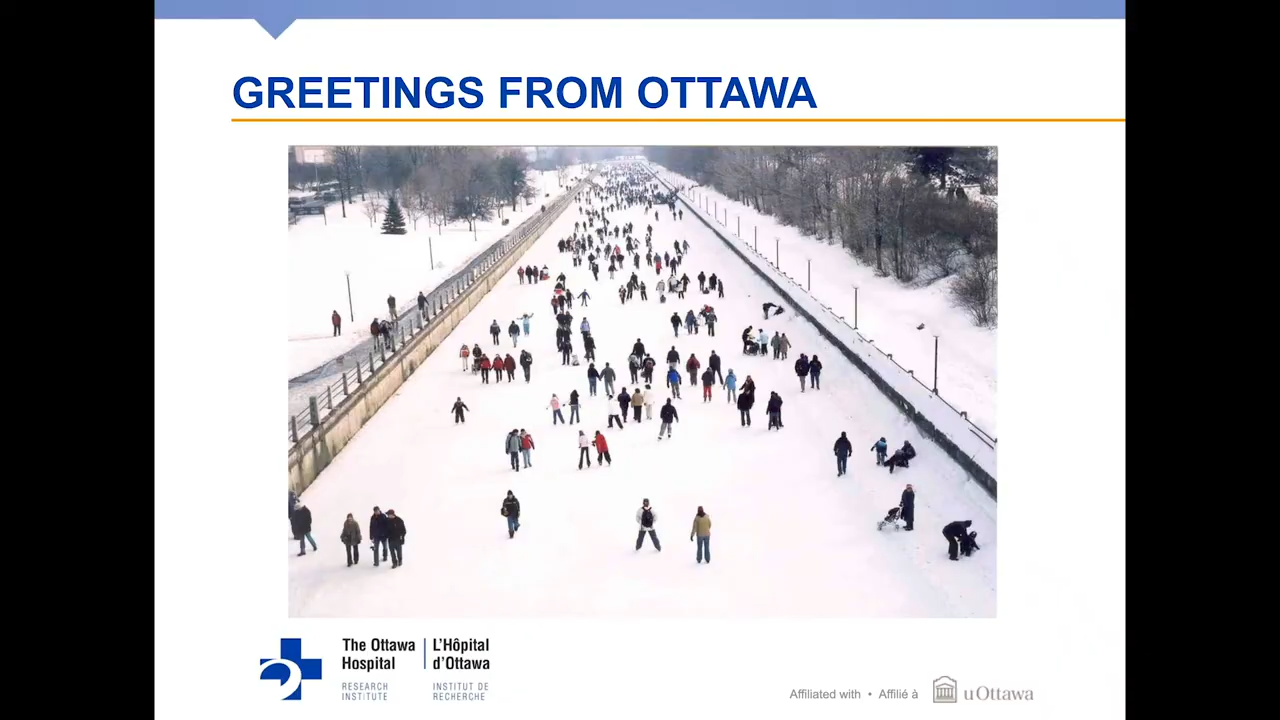 GREETINGS FROM OTTAWA
The Ottawa
Hospital
RESEARCH
INSTITUTE
L'Hôpital
d'Ottawa
INSTITUT DE
RECHERCHE
Affiliated with • Affilié à
uOttawa